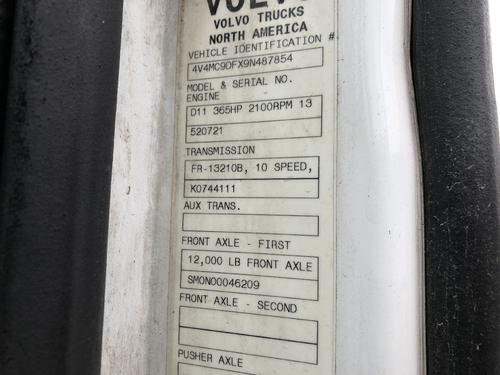 VOLVO
VOLVO TRUCKS
NORTH AMERICA
VEHICLE IDENTIFICATION #
4V4MC9DFX9N487854
MODEL & SERIAL NO.
ENGINE
D11 365HP 2100RPM 13
520721
TRANSMISSION
FR-13210B, 10 SPEED,
K0744111
AUX TRANS.
FRONT AXLE - FIRST
12,000 LB FRONT AXLE
SMON00046209
FRONT AXLE - SECOND
PUSHER AXLE